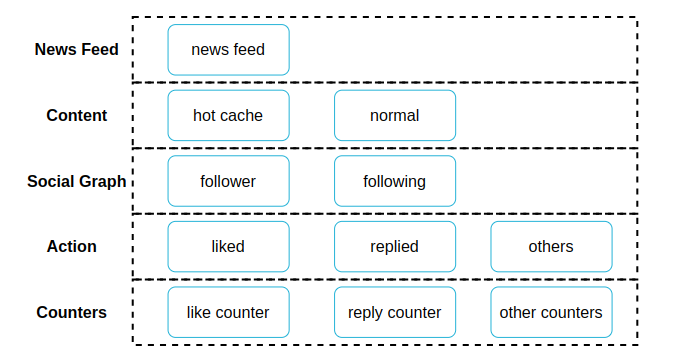 News Feed
news feed
Content
hot cache
normal
Social Graph
follower
following
Action
liked
replied
others
Counters
like counter
reply counter
other counters